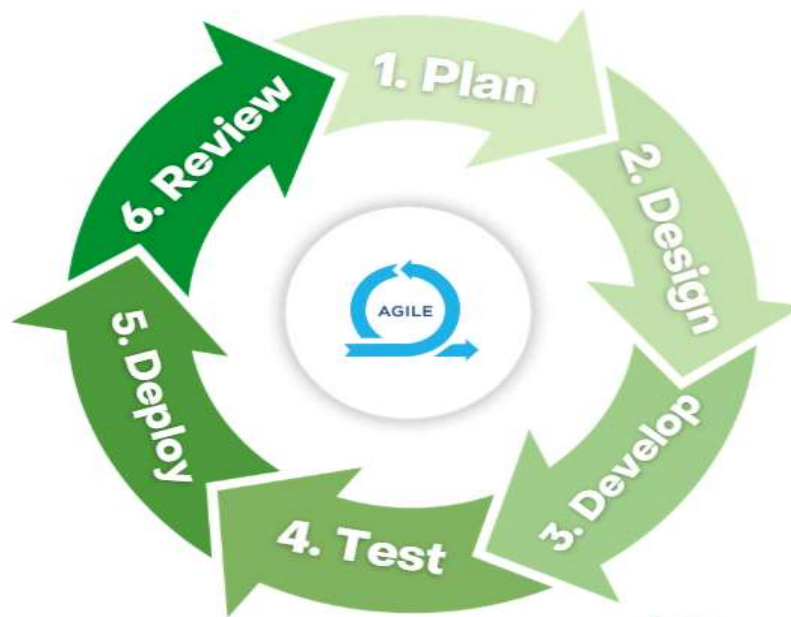 1. Plan
2. Design
3. Develop
4. Test
5. Deploy
6. Review
AGILE